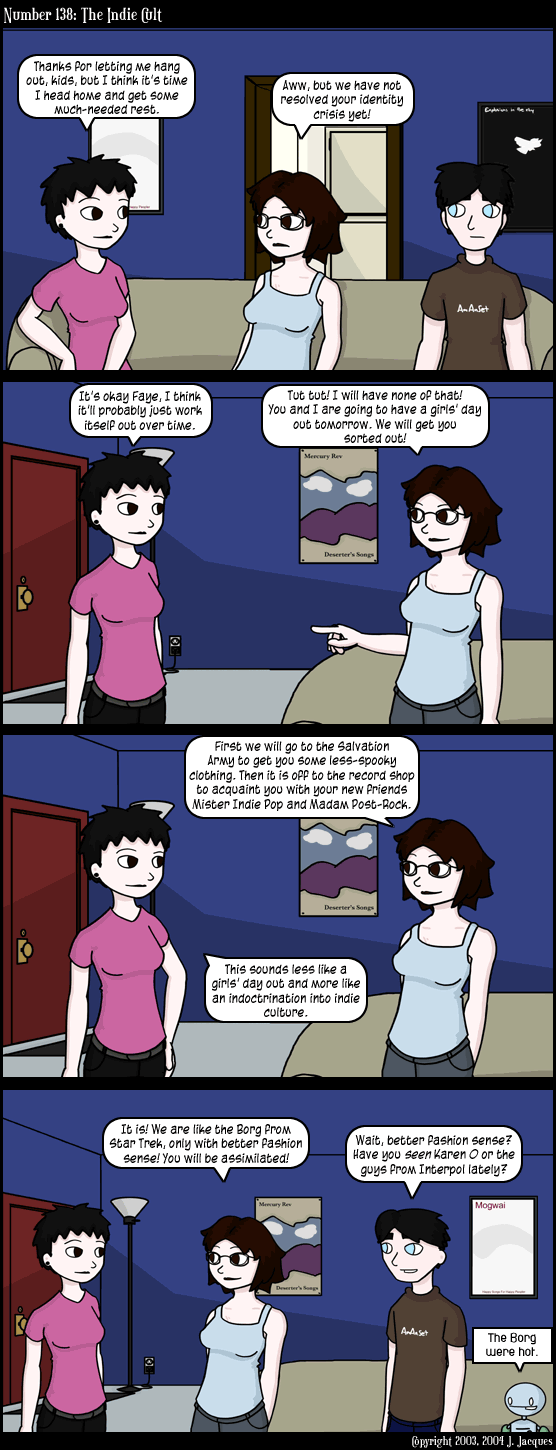 Number 138: The Indie Cult
Thanks for letting me hang
out, kids, but I think it's time
I head home and get some
much-needed rest.
Aww, but we have not
resolved your identity
crisis yet!
Happy People!
Explosions in the sky
AmAnSet
It's okay Faye, I think
it'll probably just work
itself out over time.
Tut tut! I will have none of that!
You and I are going to have a girls' day
out tomorrow. We will get you
sorted out!
Mercury Rev
Deserter's Songs
First we will go to the Salvation
Army to get you some less-spooky
clothing. Then it is off to the record shop
to acquaint you with your new friends
Mister Indie Pop and Madam Post-Rock.
Deserter's Songs
This sounds less like a
girls' day out and more like
an indoctrination into indie
culture.
It is! We are like the Borg from
Star Trek, only with better fashion
sense! You will be assimilated!
Wait, better fashion sense?
Have you seen Karen O or the
guys from Interpol lately?
Mercury Rev
Deserter's Songs
Mogwai
Happy Songs for Happy People
AmAnSet
The Borg
were hot.
Copyright 2003, 2004 J. Jacques